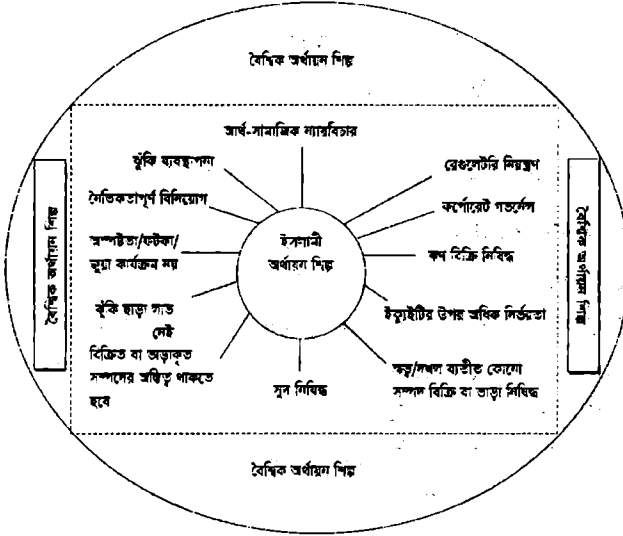 বৈশ্বিক অর্থায়ন শিল্প
আর্থ-সামাজিক ন্যায়বিচার
ঝুঁকি ব্যবস্থাপনা
রেগুলেটরি নিয়ন্ত্রণ
নৈতিকতাপূর্ণ বিনিয়োগ
কর্পোরেট গভর্নেন্স
ইসলামী
অর্থায়ন শিল্প
অস্পষ্টতা/ফটকা/
ভুয়া কার্যক্রম নয়
ঋণ বিক্রি নিষিদ্ধ
বৈশ্বিক অর্থায়ন শিল্প
বৈশ্বিক অর্থায়ন শিল্প
ঝুঁকি ছাড়া লাভ
নেই
ইক্যুইটির উপর অধিক নির্ভরতা
বিক্রিত বা ভাড়াকৃত
সম্পদের অস্তিত্ব থাকতে
হবে
সুদ নিষিদ্ধ
স্বত্ব/দখল ব্যতীত কোনো
সম্পদ বিক্রি বা ভাড়া নিষিদ্ধ
বৈশ্বিক অর্থায়ন শিল্প